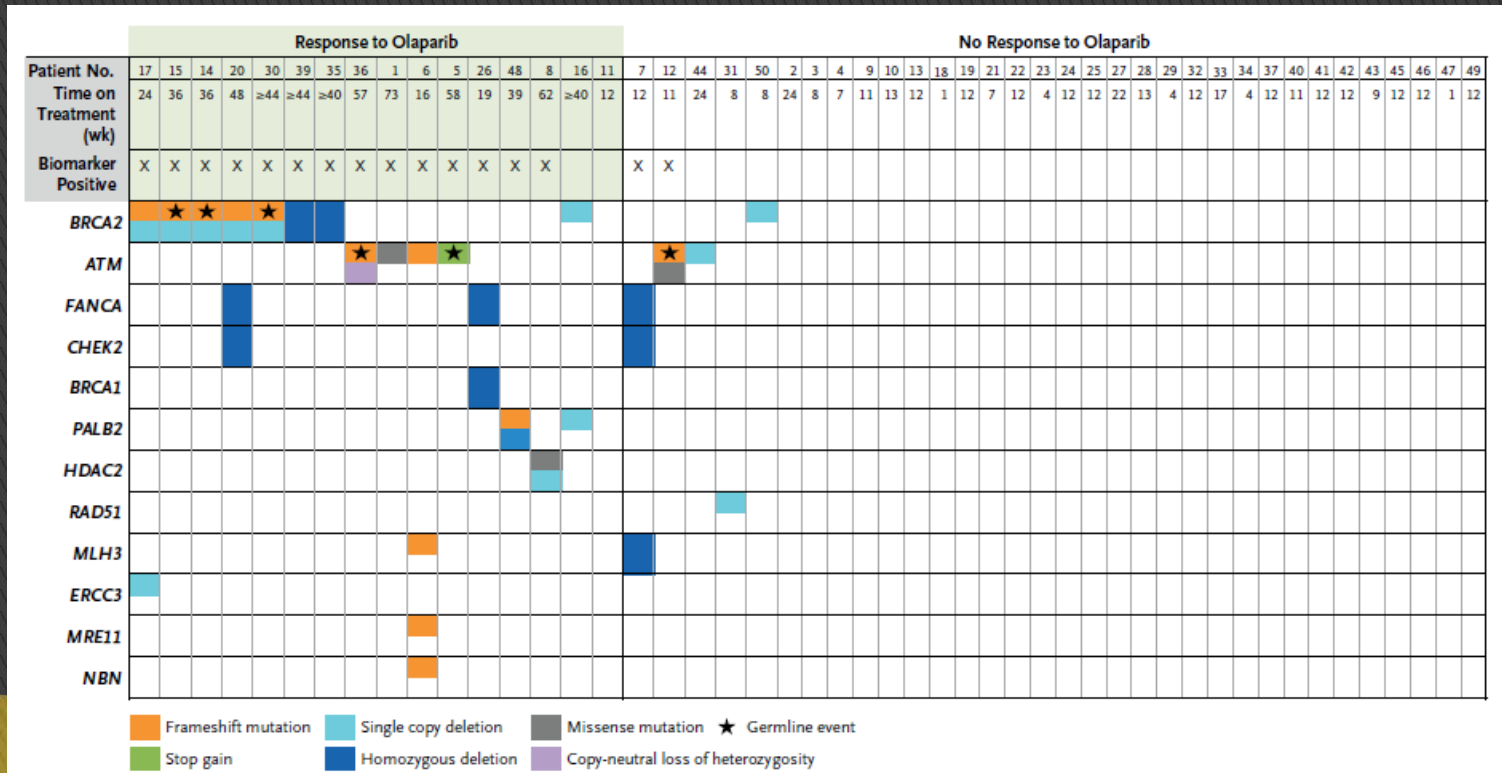 Response to Olaparib No Response to Olaparib
Patient No. 17 15 14 20 30 39 35 36 1 6 5 26 48 8 16 11 7 12 44 31 50 2 3 4 9 10 13 18 19 21 22 23 24 25 27 28 29 32 33 34 37 40 41 42 43 45 46 47 49
Time on Treatment (wk) 24 36 36 48 ≥44 ≥44 ≥40 57 73 16 58 19 39 62 ≥40 12 12 11 24 8 8 24 8 7 11 13 12 1 12 7 12 4 12 12 22 13 4 12 17 4 12 11 12 12 9 12 12 1 12
Biomarker Positive X X X X X X X X X X X X X X X X
BRCA2
ATM
FANCA
CHEK2
BRCA1
PALB2
HDAC2
RAD51
MLH3
ERCC3
MRE11
NBN
Frameshift mutation Single copy deletion Missense mutation ★ Germline event
Stop gain Homozygous deletion Copy-neutral loss of heterozygosity